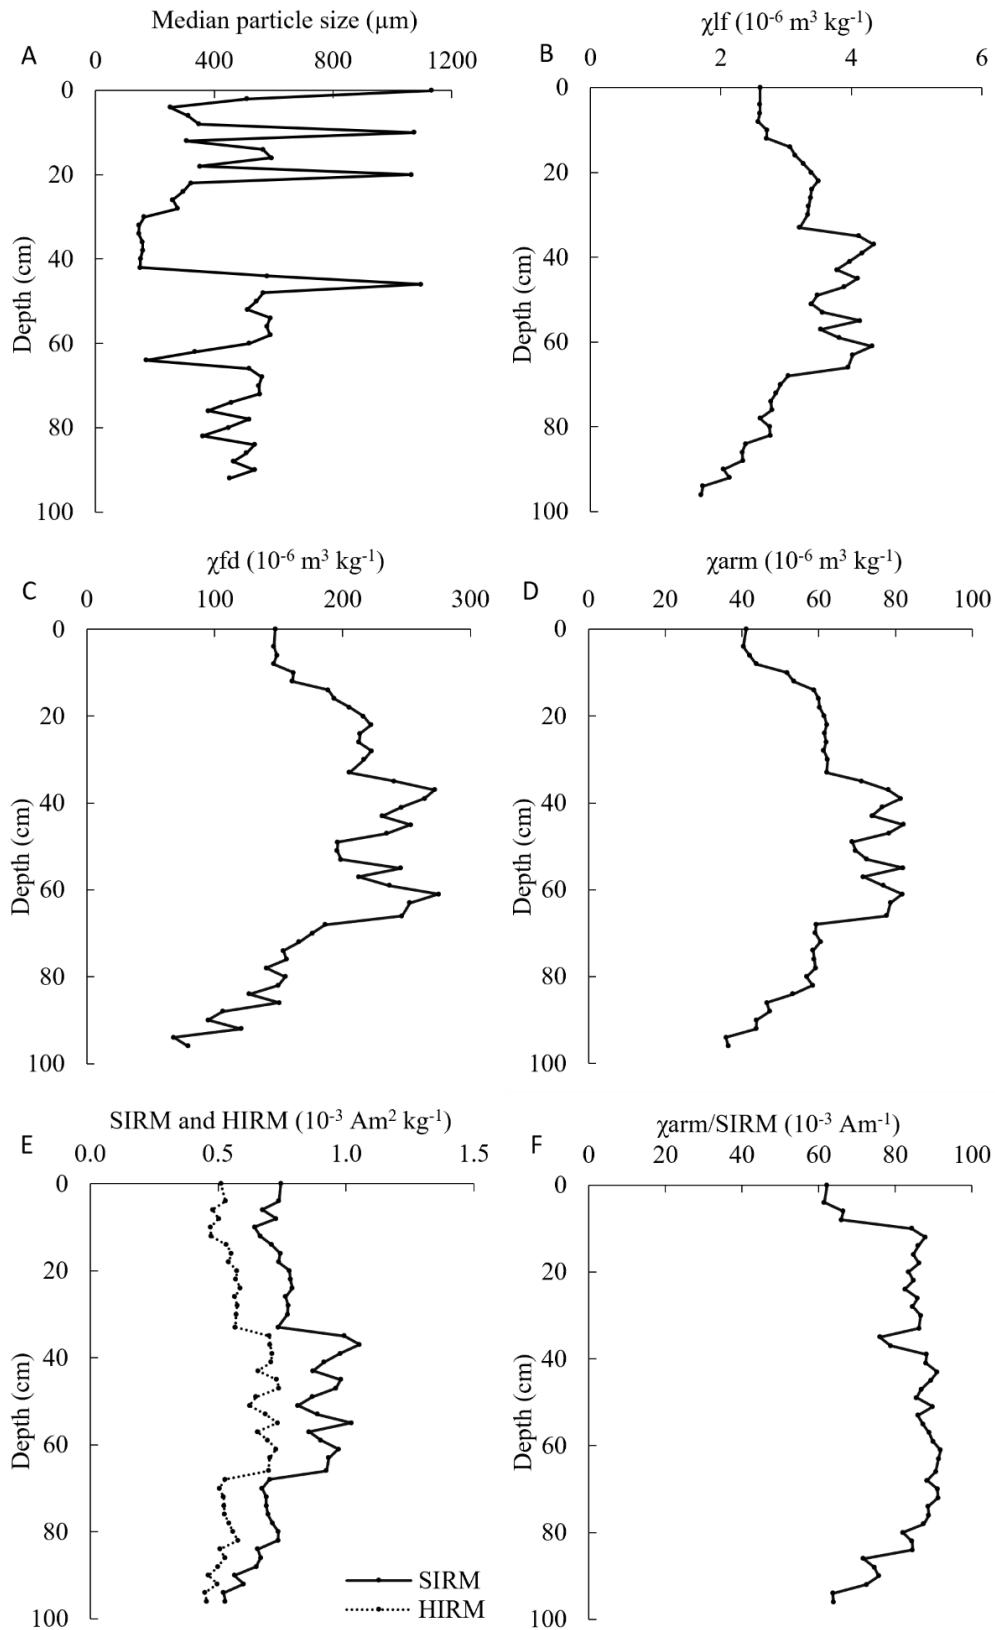 Median particle size (μm)
A
0 400 800 1200
0
20
40
60
80
100
Depth (cm)
χlf (10⁻⁶ m³ kg⁻¹)
B
0 2 4 6
0
20
40
60
80
100
Depth (cm)
χfd (10⁻⁶ m³ kg⁻¹)
C
0 100 200 300
0
20
40
60
80
100
Depth (cm)
χarm (10⁻⁶ m³ kg⁻¹)
D
0 20 40 60 80 100
0
20
40
60
80
100
Depth (cm)
SIRM and HIRM (10⁻³ Am² kg⁻¹)
E
0.0 0.5 1.0 1.5
0
20
40
60
80
100
Depth (cm)
SIRM
HIRM
χarm/SIRM (10⁻³ Am⁻¹)
F
0 20 40 60 80 100
0
20
40
60
80
100
Depth (cm)